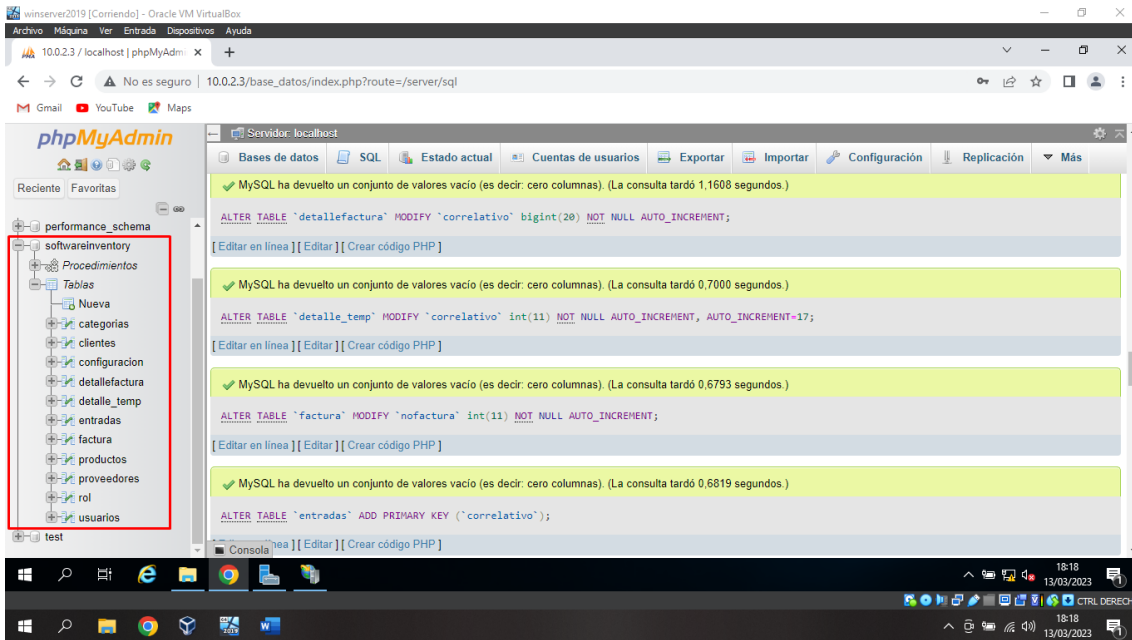 winserver2019 [Corriendo] - Oracle VM VirtualBox
Archivo Máquina Ver Entrada Dispositivos Ayuda
10.0.2.3 / localhost | phpMyAdmi
No es seguro | 10.0.2.3/base_datos/index.php?route=/server/sql
Gmail YouTube Maps
phpMyAdmin
Reciente Favoritas
performance_schema
softwareinventory
Procedimientos
Tablas
Nueva
categorias
clientes
configuracion
detallefactura
detalle_temp
entradas
factura
productos
proveedores
rol
usuarios
test
Servidor: localhost
Bases de datos SQL Estado actual Cuentas de usuarios Exportar Importar Configuración Replicación Más
MySQL ha devuelto un conjunto de valores vacío (es decir: cero columnas). (La consulta tardó 1,1608 segundos.)
ALTER TABLE `detallefactura` MODIFY `correlativo` bigint(20) NOT NULL AUTO_INCREMENT;
[ Editar en línea ] [ Editar ] [ Crear código PHP ]
MySQL ha devuelto un conjunto de valores vacío (es decir: cero columnas). (La consulta tardó 0,7000 segundos.)
ALTER TABLE `detalle_temp` MODIFY `correlativo` int(11) NOT NULL AUTO_INCREMENT, AUTO_INCREMENT=17;
[ Editar en línea ] [ Editar ] [ Crear código PHP ]
MySQL ha devuelto un conjunto de valores vacío (es decir: cero columnas). (La consulta tardó 0,6793 segundos.)
ALTER TABLE `factura` MODIFY `nofactura` int(11) NOT NULL AUTO_INCREMENT;
[ Editar en línea ] [ Editar ] [ Crear código PHP ]
MySQL ha devuelto un conjunto de valores vacío (es decir: cero columnas). (La consulta tardó 0,6819 segundos.)
ALTER TABLE `entradas` ADD PRIMARY KEY (`correlativo`);
Consola nea ] [ Editar ] [ Crear código PHP ]
18:18
13/03/2023
CTRL DERECH
18:18
13/03/2023